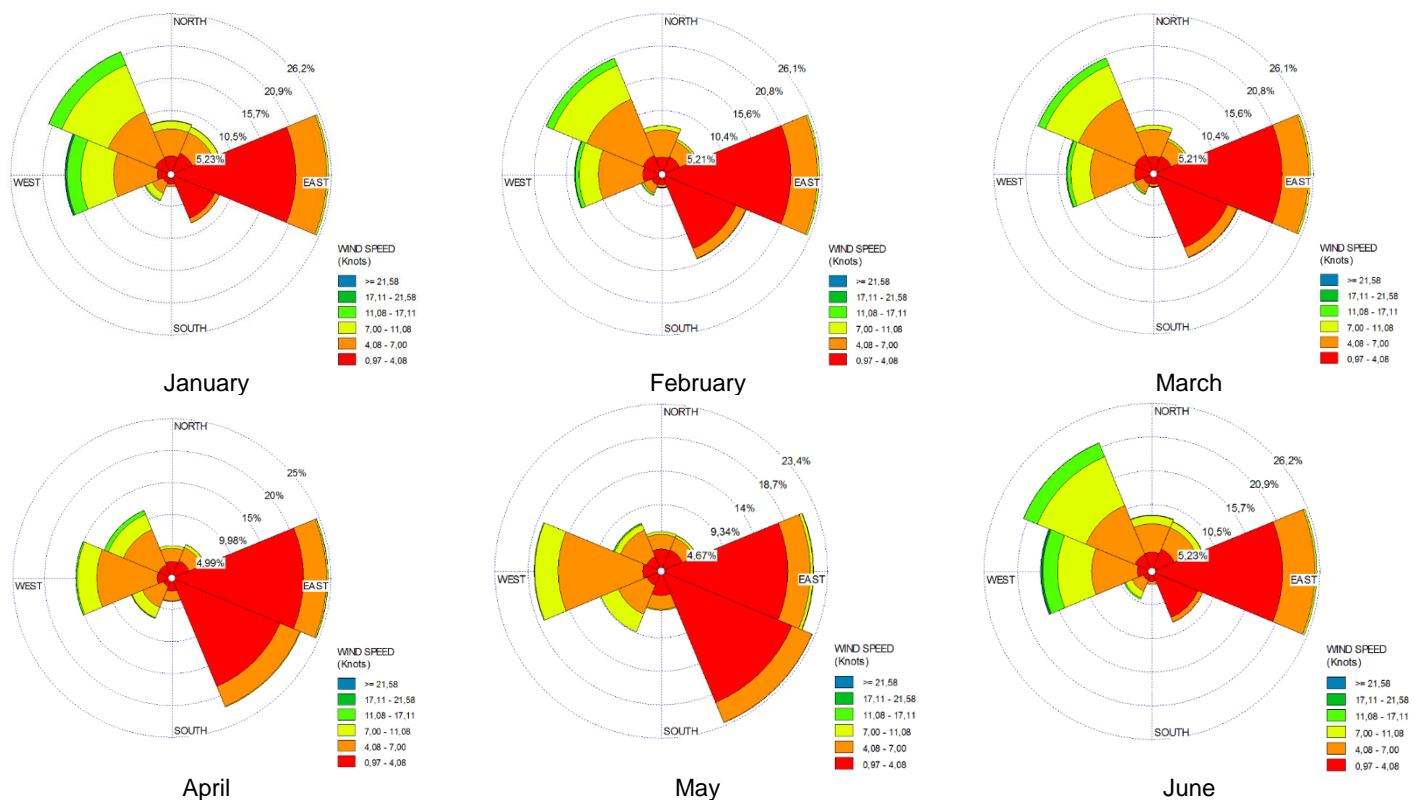 NORTH
26,2%
20,9%
15,7%
10,5%
5,23%
WEST
EAST
SOUTH
WIND SPEED
(Knots)
>= 21,58
17,11 - 21,58
11,08 - 17,11
7,00 - 11,08
4,08 - 7,00
0,97 - 4,08
January
NORTH
26,1%
20,8%
15,6%
10,4%
5,21%
WEST
EAST
SOUTH
WIND SPEED
(Knots)
>= 21,58
17,11 - 21,58
11,08 - 17,11
7,00 - 11,08
4,08 - 7,00
0,97 - 4,08
February
NORTH
26,1%
20,8%
15,6%
10,4%
5,21%
WEST
EAST
SOUTH
WIND SPEED
(Knots)
>= 21,58
17,11 - 21,58
11,08 - 17,11
7,00 - 11,08
4,08 - 7,00
0,97 - 4,08
March
NORTH
25%
20%
15%
9,98%
4,99%
WEST
EAST
SOUTH
WIND SPEED
(Knots)
>= 21,58
17,11 - 21,58
11,08 - 17,11
7,00 - 11,08
4,08 - 7,00
0,97 - 4,08
April
NORTH
23,4%
18,7%
14%
9,34%
4,67%
WEST
EAST
SOUTH
WIND SPEED
(Knots)
>= 21,58
17,11 - 21,58
11,08 - 17,11
7,00 - 11,08
4,08 - 7,00
0,97 - 4,08
May
NORTH
26,2%
20,9%
15,7%
10,5%
5,23%
WEST
EAST
SOUTH
WIND SPEED
(Knots)
>= 21,58
17,11 - 21,58
11,08 - 17,11
7,00 - 11,08
4,08 - 7,00
0,97 - 4,08
June